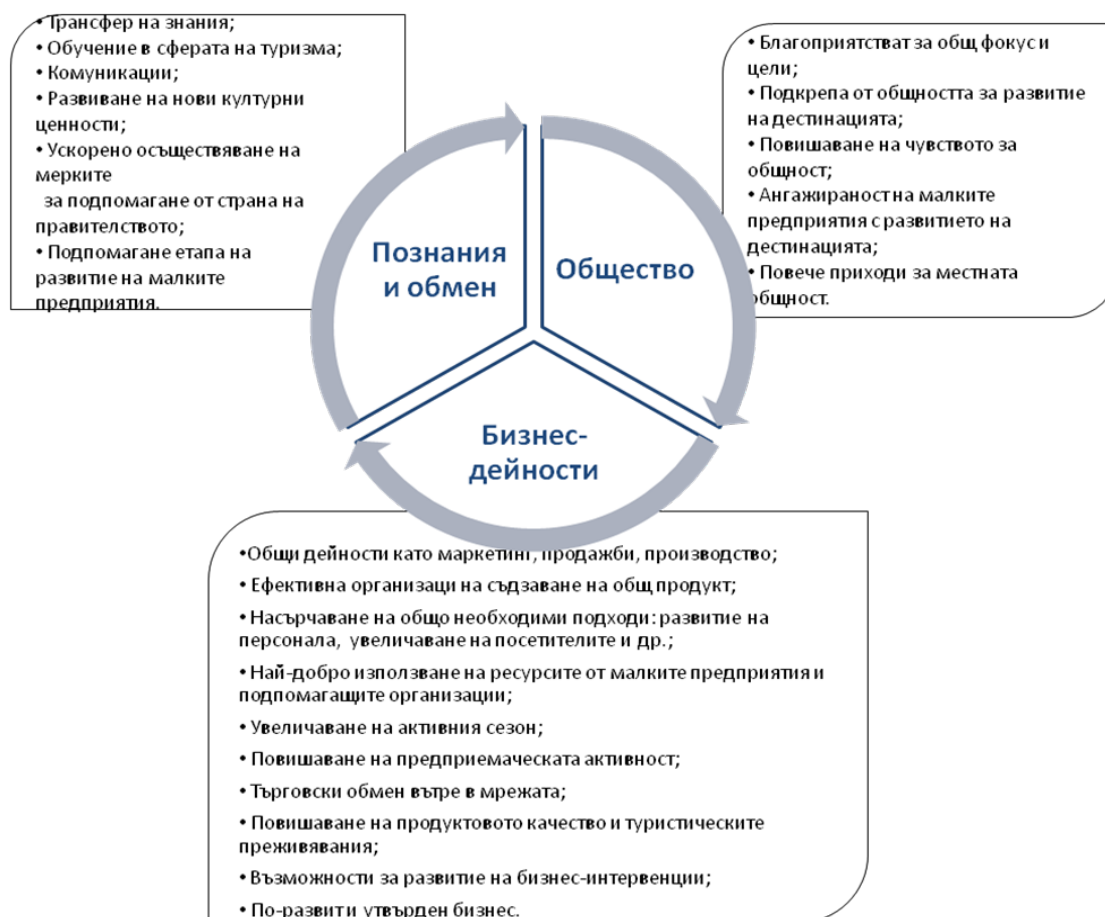 • Трансфер на знания;
• Обучение в сферата на туризма;
• Комуникации;
• Развиване на нови културни
ценности;
• Ускорено осъществяване на
мерките
за подпомагане от страна на
правителството;
• Подпомагане етапа на
развитие на малките
предприятия.
• Благоприятстват за общ фокус и
цели;
• Подкрепа от общността за развитие
на дестинацията;
• Повишаване на чувството за
общност;
• Ангажираност на малките
предприятия с развитието на
дестинацията;
• Повече приходи за местната
общност.
Познания
и обмен
Общество
Бизнес-
дейности
•Общи дейности като маркетинг, продажби, производство;
• Ефективна организаци на съдзаване на общ продукт;
• Насърчаване на общо необходими подходи: развитие на
персонала, увеличаване на посетителите и др.;
• Най-добро използване на ресурсите от малките предприятия и
подпомагащите организации;
• Увеличаване на активния сезон;
• Повишаване на предприемаческата активност;
• Търговски обмен вътре в мрежата;
• Повишаване на продуктовото качество и туристическите
преживявания;
• Възможности за развитие на бизнес-интервенции;
• По-развит и утвърден бизнес.